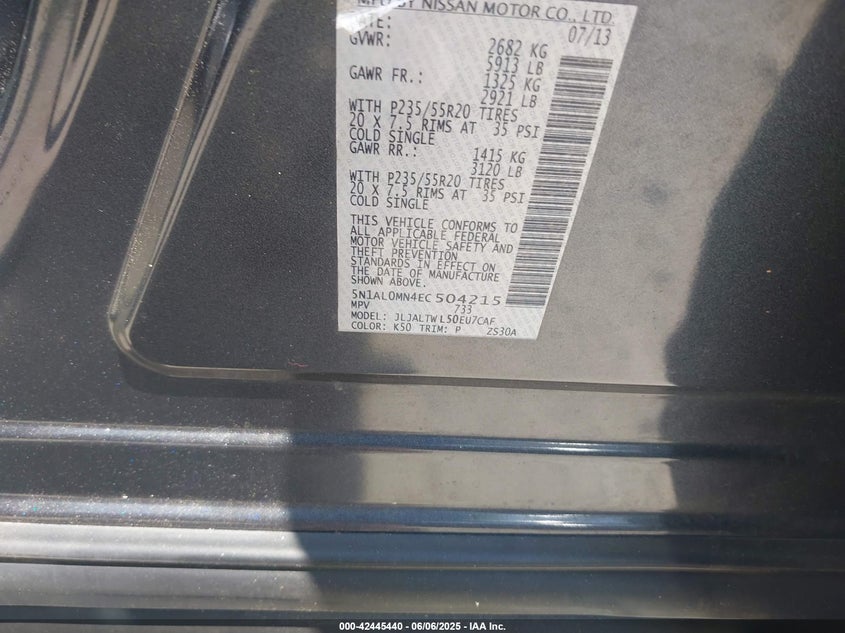 MFD BY NISSAN MOTOR CO., LTD.
DATE: 07/13
GVWR: 2682 KG
5913 LB
GAWR FR.: 1325 KG
2921 LB
WITH P235/55R20 TIRES
20 X 7.5 RIMS AT 35 PSI
COLD SINGLE
GAWR RR.: 1415 KG
3120 LB
WITH P235/55R20 TIRES
20 X 7.5 RIMS AT 35 PSI
COLD SINGLE
THIS VEHICLE CONFORMS TO
ALL APPLICABLE FEDERAL
MOTOR VEHICLE SAFETY AND
THEFT PREVENTION
STANDARDS IN EFFECT ON
THE DATE OF MANUFACTURE
SHOWN ABOVE.
5N1AL0MN4EC504215
MPV 733
MODEL: JLJALTWL50EU7CAF
COLOR: K50 TRIM: P ZS30A
000-42445440 - 06/06/2025 - IAA Inc.